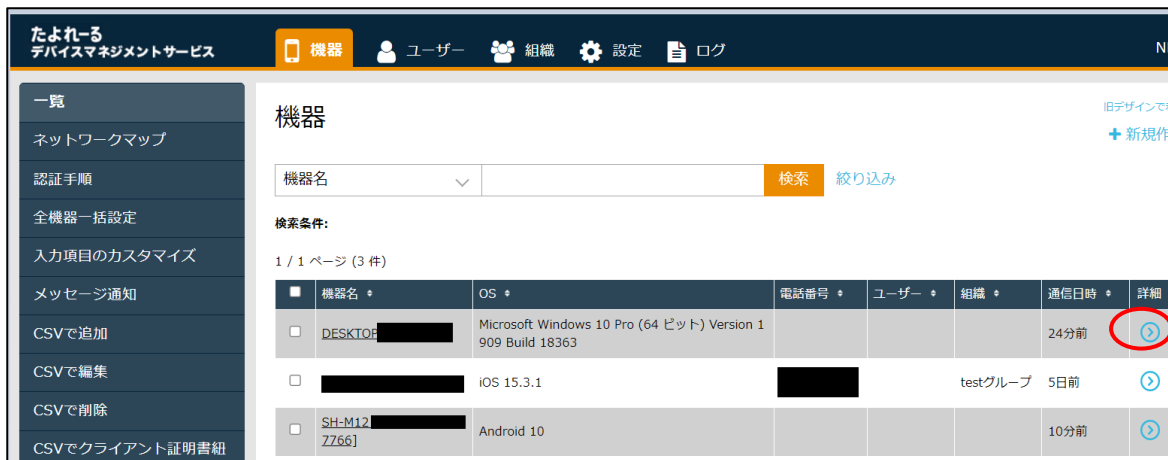 たよれーる
デバイスマネジメントサービス
機器 ユーザー 組織 設定 ログ
一覧
ネットワークマップ
認証手順
全機器一括設定
入力項目のカスタマイズ
メッセージ通知
CSVで追加
CSVで編集
CSVで削除
CSVでクライアント証明書紐
機器
旧デザインで
+ 新規作
機器名 検索 絞り込み
検索条件:
1 / 1 ページ (3 件)
機器名 OS 電話番号 ユーザー 組織 通信日時 詳細
DESKTOP Microsoft Windows 10 Pro (64 ビット) Version 1
909 Build 18363 24分前
iOS 15.3.1 testグループ 5日前
SH-M12
7766] Android 10 10分前